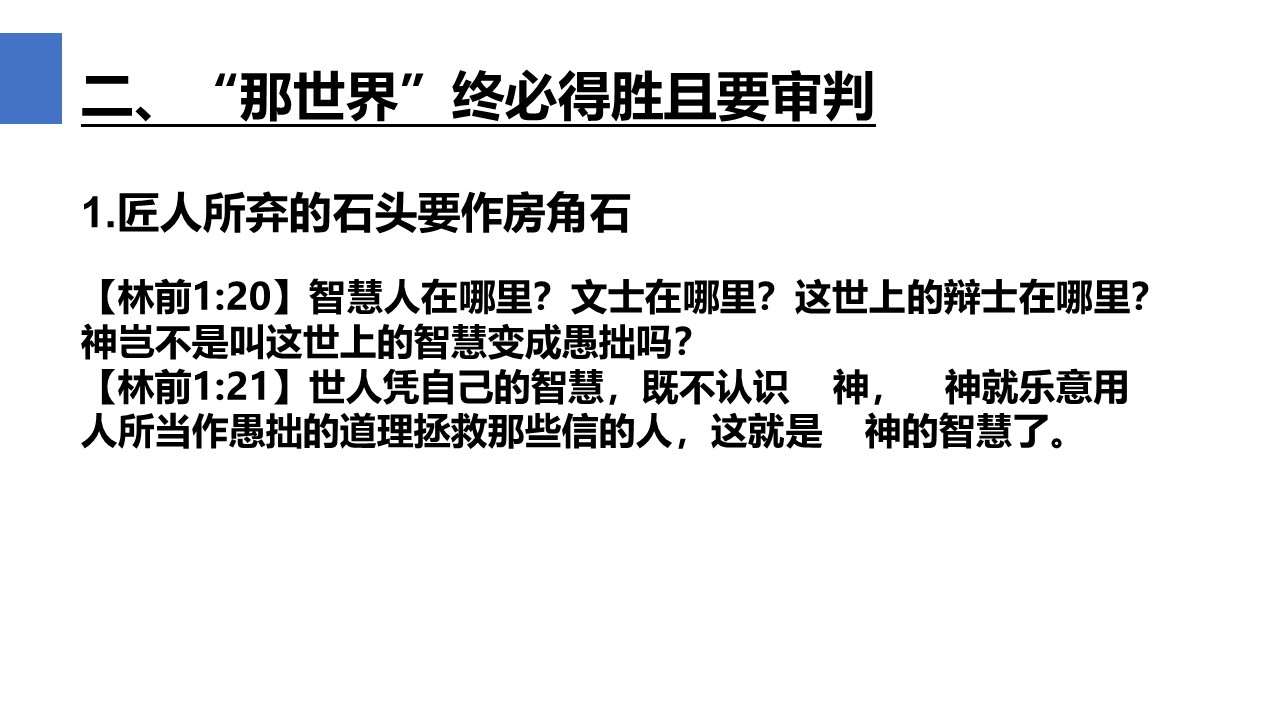 二、“那世界”终必得胜且要审判
1.匠人所弃的石头要作房角石
【林前1:20】智慧人在哪里？文士在哪里？这世上的辩士在哪里？
神岂不是叫这世上的智慧变成愚拙吗？
【林前1:21】世人凭自己的智慧，既不认识　神，　神就乐意用
人所当作愚拙的道理拯救那些信的人，这就是　神的智慧了。